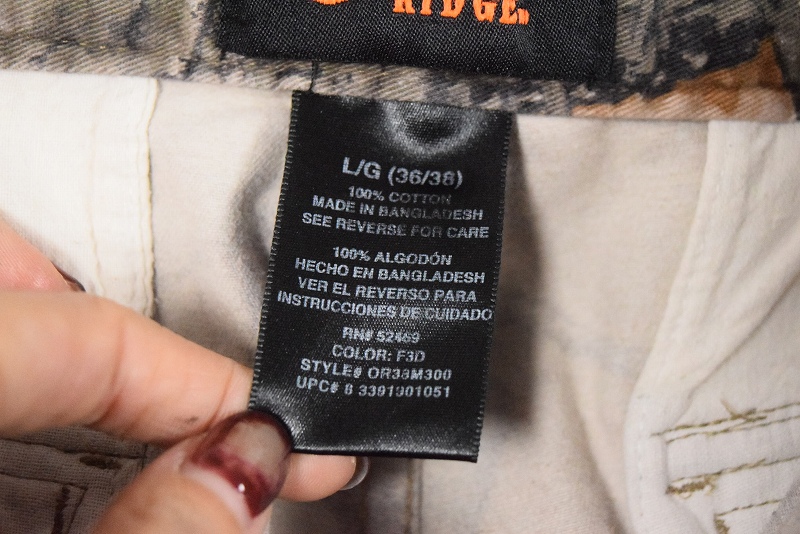 RIDGE.
L/G (36/38)
100% COTTON
MADE IN BANGLADESH
SEE REVERSE FOR CARE
100% ALGODÓN
HECHO EN BANGLADESH
VER EL REVERSO PARA
INSTRUCCIONES DE CUIDADO
RN# 52469
COLOR: F3D
STYLE# OR38M300
UPC# 8 3391901051